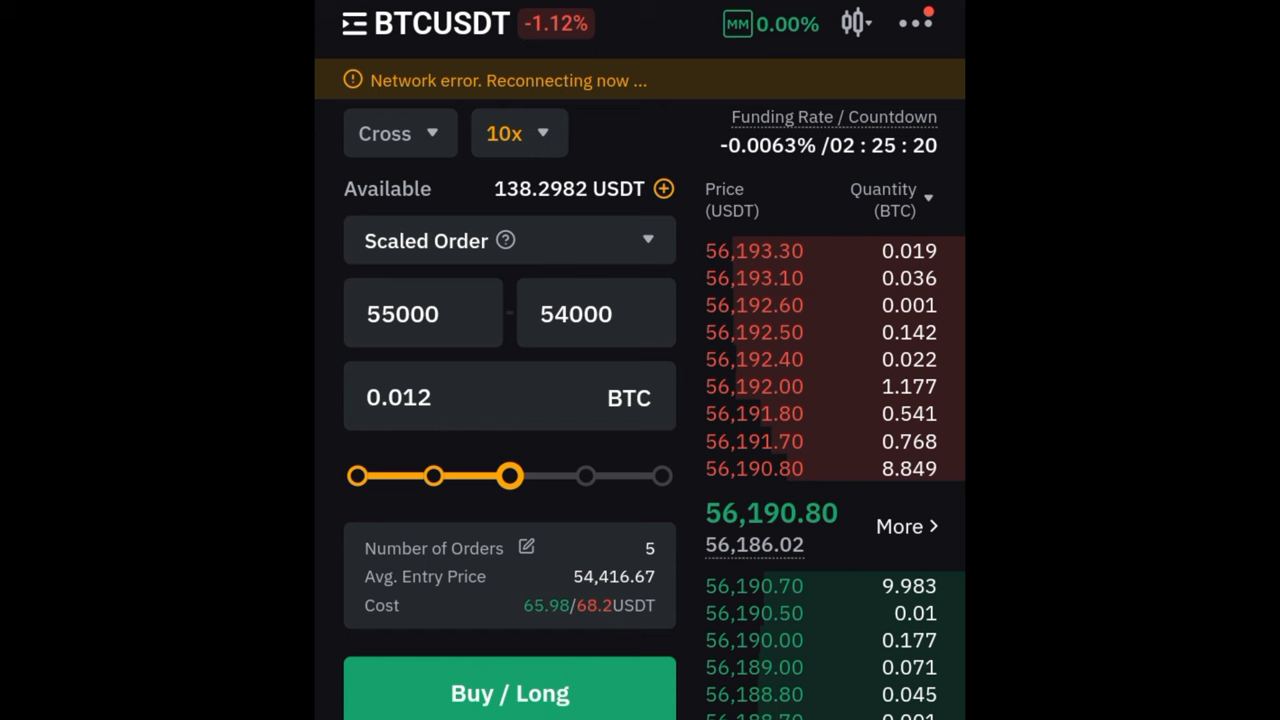 BTCUSDT -1.12% MM 0.00%
Network error. Reconnecting now ...
Cross 10x
Funding Rate / Countdown
-0.0063% /02 : 25 : 20
Available 138.2982 USDT
Scaled Order
55000 - 54000
0.012 BTC
Number of Orders 5
Avg. Entry Price 54,416.67
Cost 65.98/68.2USDT
Buy / Long
Price Quantity
(USDT) (BTC)
56,193.30 0.019
56,193.10 0.036
56,192.60 0.001
56,192.50 0.142
56,192.40 0.022
56,192.00 1.177
56,191.80 0.541
56,191.70 0.768
56,190.80 8.849
56,190.80 More
56,186.02
56,190.70 9.983
56,190.50 0.01
56,190.00 0.177
56,189.00 0.071
56,188.80 0.045